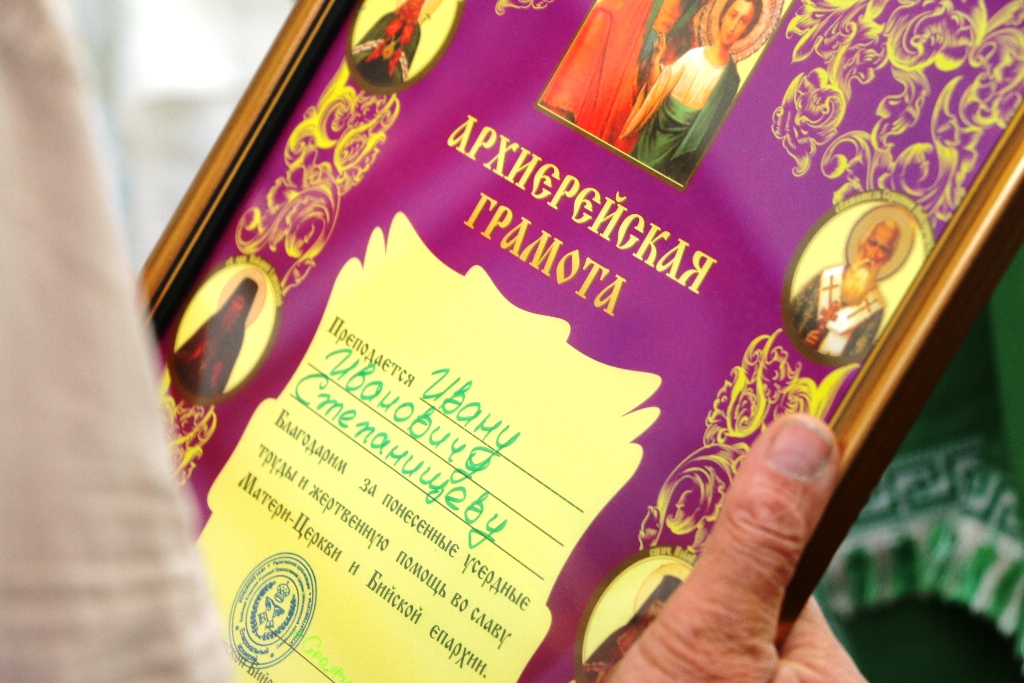 АРХИЕРЕЙСКАЯ
ГРАМОТА
Преподается Ивану
Ивановичу
Степанищеву
Благодарим за понесенные усердные
труды и жертвенную помощь во славу
Матери-Церкви и Бийской епархии.